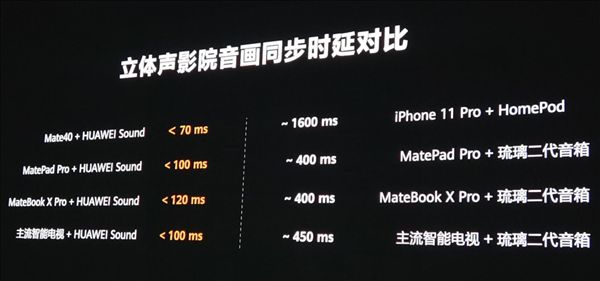 立体声影院音画同步时延对比
Mate40 + HUAWEI Sound < 70 ms ~ 1600 ms iPhone 11 Pro + HomePod
MatePad Pro + HUAWEI Sound < 100 ms ~ 400 ms MatePad Pro + 琉璃二代音箱
MateBook X Pro + HUAWEI Sound < 120 ms ~ 400 ms MateBook X Pro + 琉璃二代音箱
主流智能电视 + HUAWEI Sound < 100 ms ~ 450 ms 主流智能电视 + 琉璃二代音箱